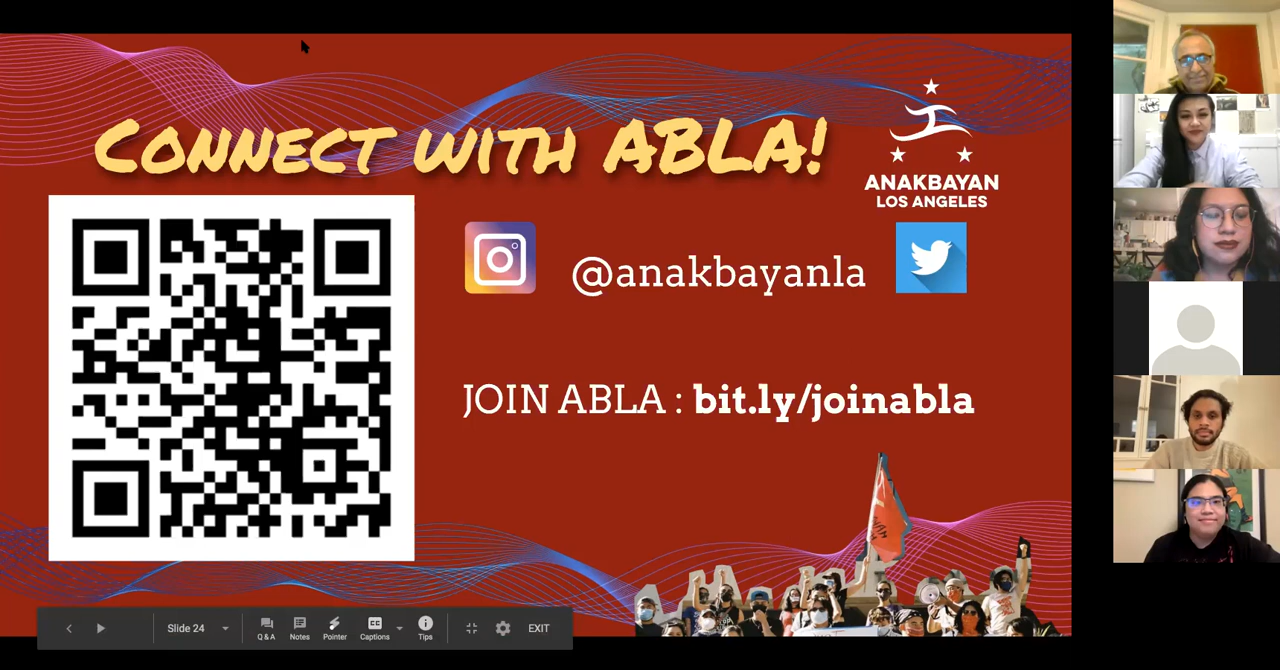 CONNECT WITH ABLA!
ANAKBAYAN
LOS ANGELES
@anakbayanla
JOIN ABLA : bit.ly/joinabla
Slide 24
Q & A
Notes
Pointer
CC
Captions
Tips
EXIT